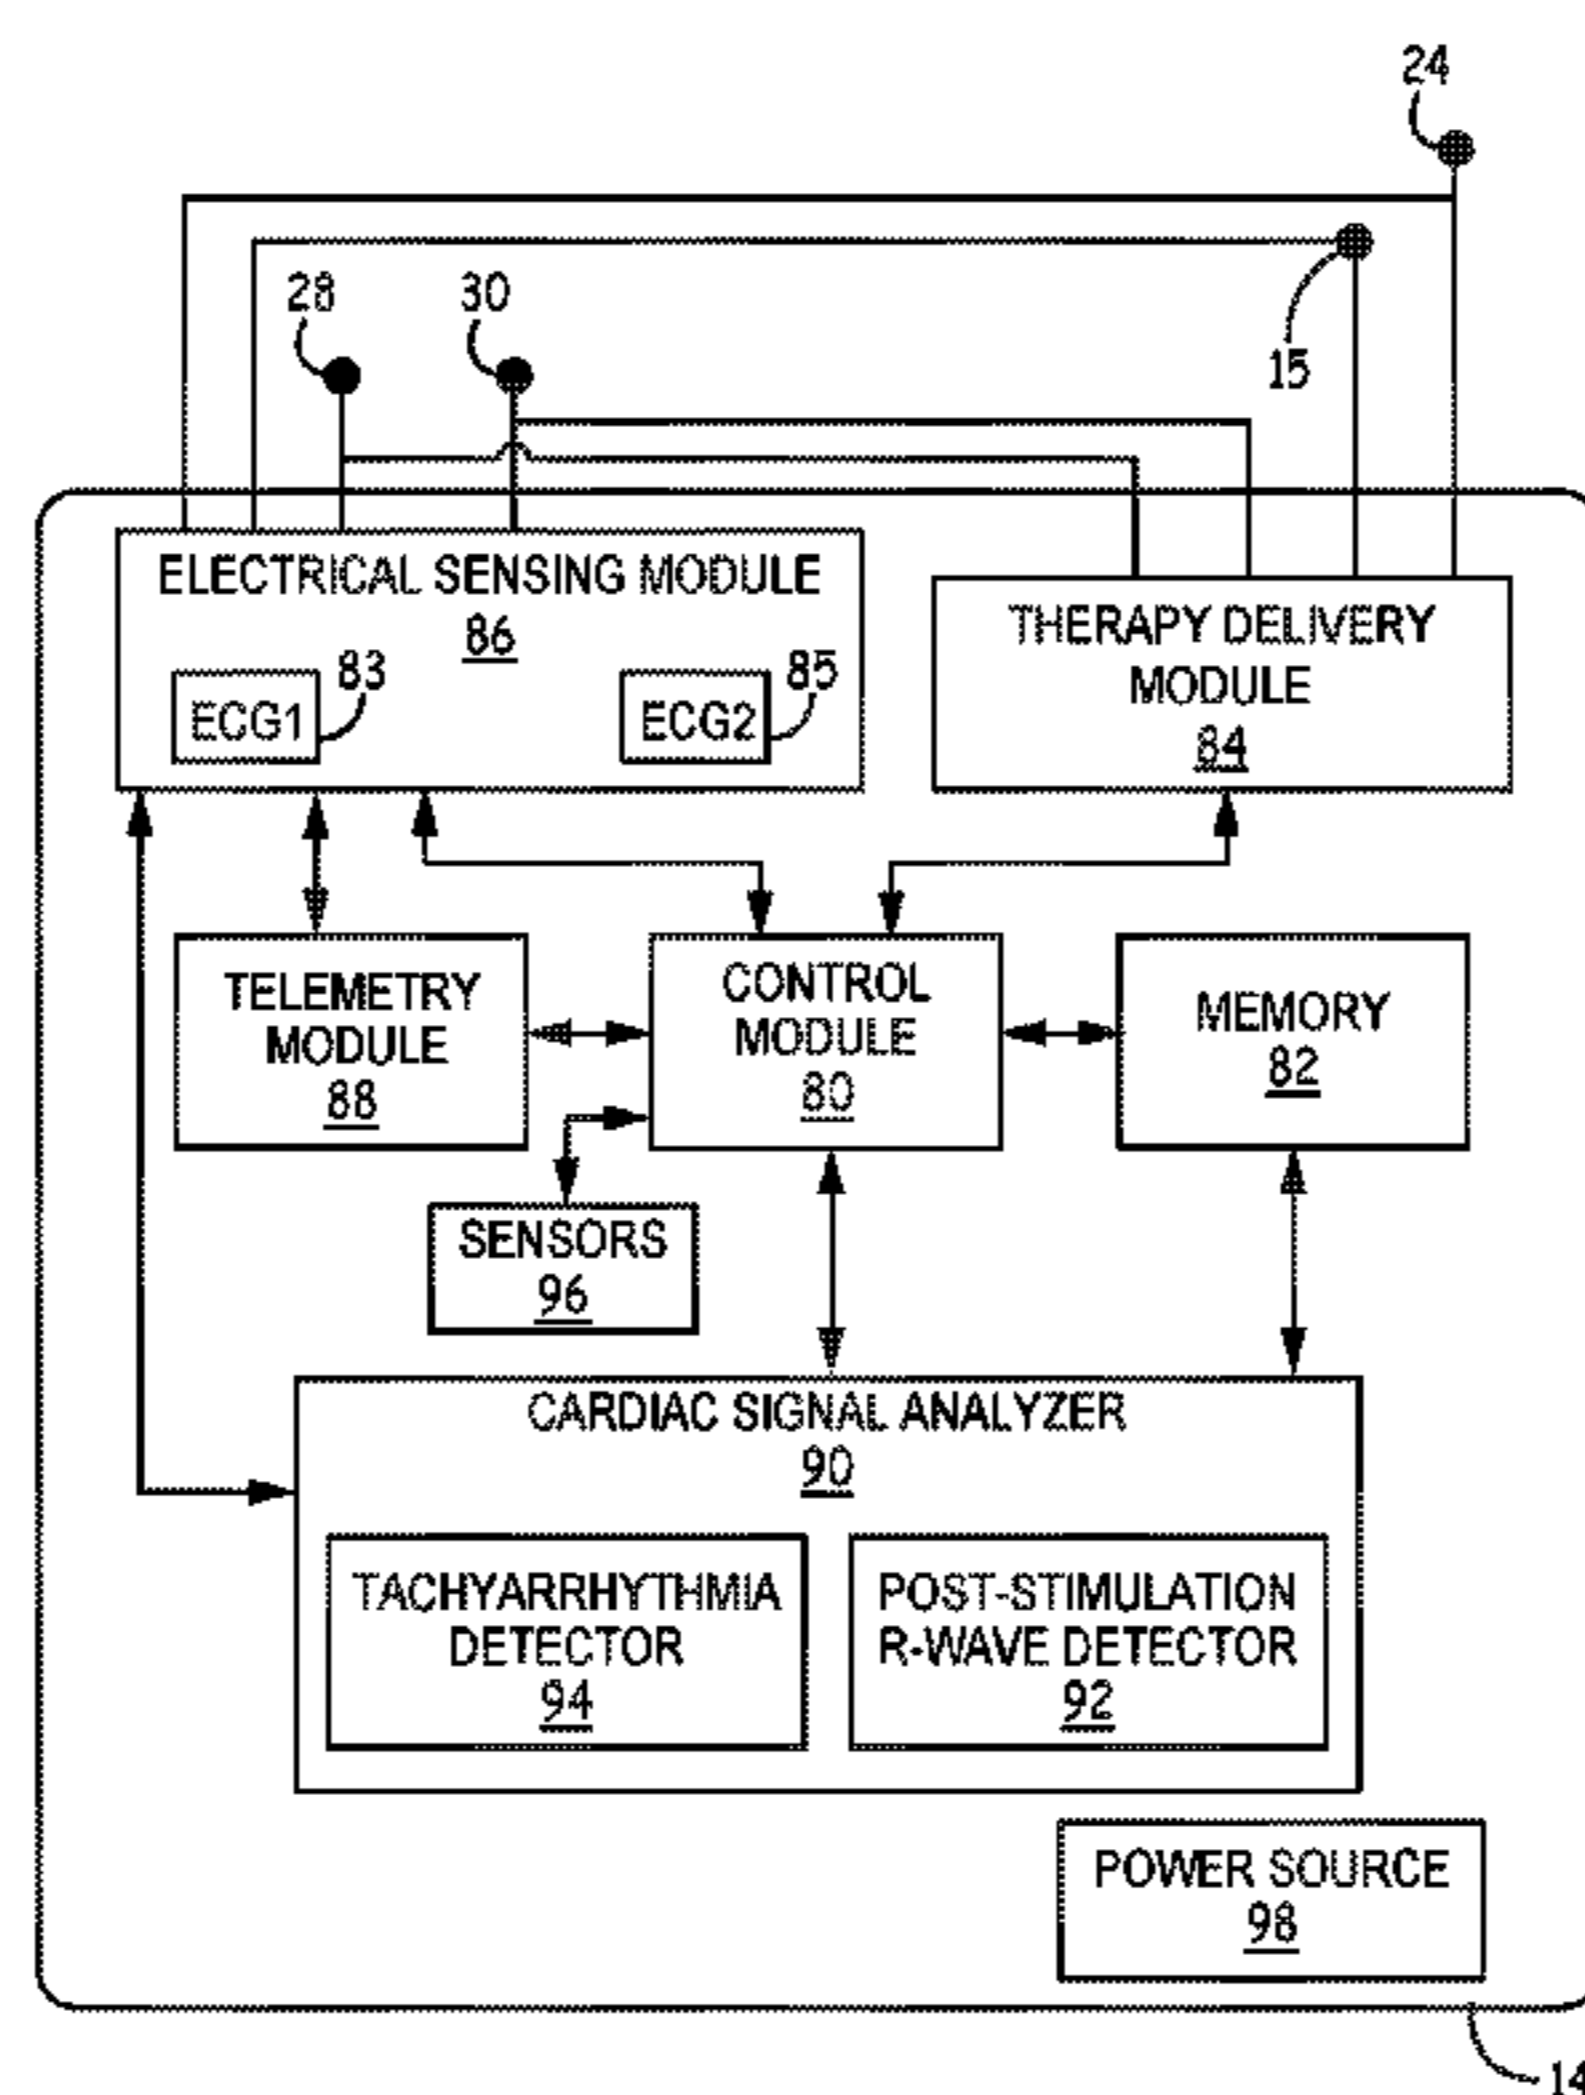 24
28
30
15
ELECTRICAL SENSING MODULE
86
83
85
ECG1
ECG2
THERAPY DELIVERY
MODULE
84
TELEMETRY
MODULE
88
CONTROL
MODULE
80
MEMORY
82
SENSORS
96
CARDIAC SIGNAL ANALYZER
90
TACHYARRHYTHMIA
DETECTOR
94
POST-STIMULATION
R-WAVE DETECTOR
92
POWER SOURCE
98
14